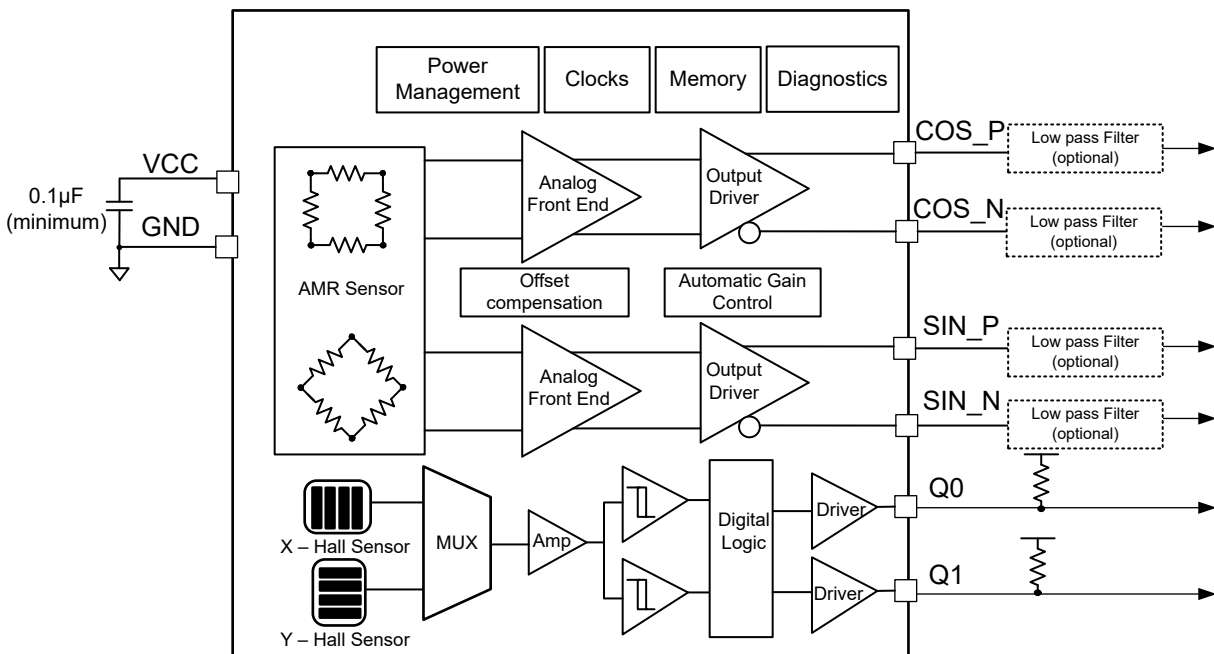 Power
Management
Clocks
Memory
Diagnostics
VCC
0.1µF
(minimum)
GND
AMR Sensor
Analog
Front End
Output
Driver
COS_P
Low pass Filter
(optional)
COS_N
Low pass Filter
(optional)
Offset
compensation
Automatic Gain
Control
Analog
Front End
Output
Driver
SIN_P
Low pass Filter
(optional)
SIN_N
Low pass Filter
(optional)
X – Hall Sensor
Y – Hall Sensor
MUX
Amp
Digital
Logic
Driver
Driver
Q0
Q1